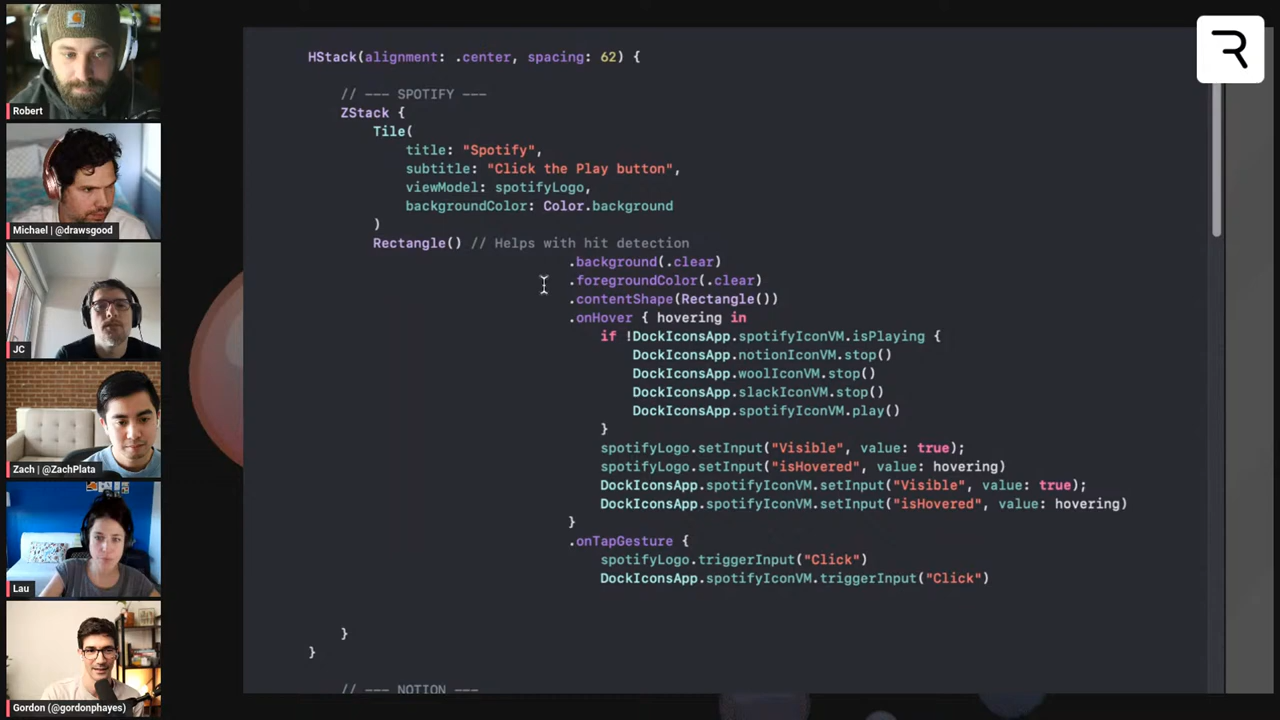 Robert
Michael | @drawsgood
JC
Zach | @ZachPlata
Lau
Gordon (@gordonphayes)
HStack(alignment: .center, spacing: 62) {
// --- SPOTIFY ---
ZStack {
Tile(
title: "Spotify",
subtitle: "Click the Play button",
viewModel: spotifyLogo,
backgroundColor: Color.background
)
Rectangle() // Helps with hit detection
.background(.clear)
.foregroundColor(.clear)
.contentShape(Rectangle())
.onHover { hovering in
if !DockIconsApp.spotifyIconVM.isPlaying {
DockIconsApp.notionIconVM.stop()
DockIconsApp.woolIconVM.stop()
DockIconsApp.slackIconVM.stop()
DockIconsApp.spotifyIconVM.play()
}
spotifyLogo.setInput("Visible", value: true);
spotifyLogo.setInput("isHovered", value: hovering)
DockIconsApp.spotifyIconVM.setInput("Visible", value: true);
DockIconsApp.spotifyIconVM.setInput("isHovered", value: hovering)
}
.onTapGesture {
spotifyLogo.triggerInput("Click")
DockIconsApp.spotifyIconVM.triggerInput("Click")
}
}
// --- NOTION ---